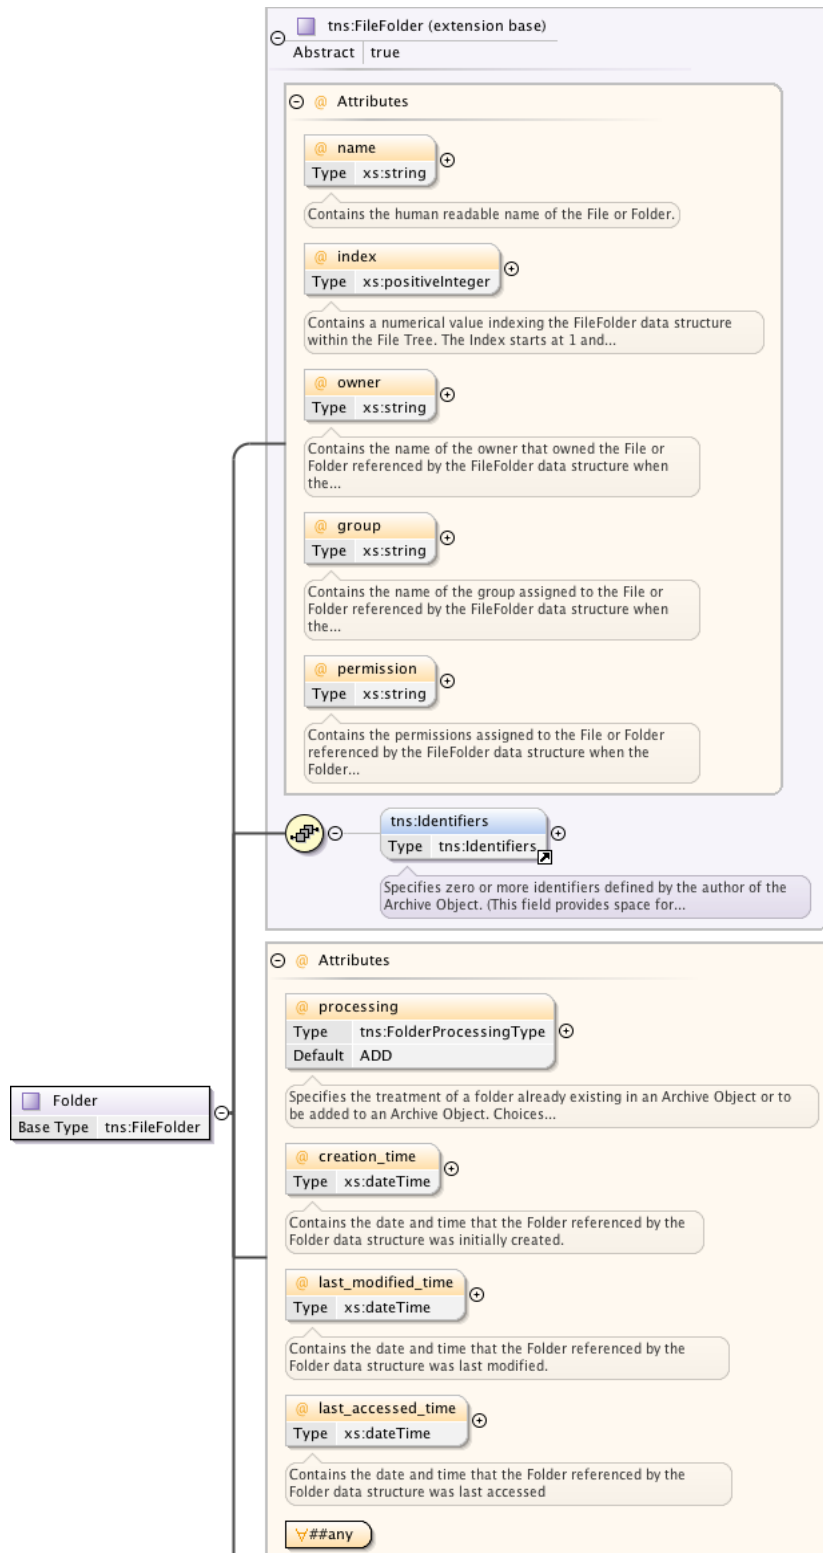 tns:FileFolder (extension base)
Abstract true
@ Attributes
@ name
Type xs:string
Contains the human readable name of the File or Folder.
@ index
Type xs:positiveInteger
Contains a numerical value indexing the FileFolder data structure
within the File Tree. The Index starts at 1 and...
@ owner
Type xs:string
Contains the name of the owner that owned the File or
Folder referenced by the FileFolder data structure when
the...
@ group
Type xs:string
Contains the name of the group assigned to the File or
Folder referenced by the FileFolder data structure when
the...
@ permission
Type xs:string
Contains the permissions assigned to the File or Folder
referenced by the FileFolder data structure when the
Folder...
tns:Identifiers
Type tns:Identifiers
Specifies zero or more identifiers defined by the author of the
Archive Object. (This field provides space for...
@ Attributes
@ processing
Type tns:FolderProcessingType
Default ADD
Specifies the treatment of a folder already existing in an Archive Object or to
be added to an Archive Object. Choices...
Folder
Base Type tns:FileFolder
@ creation_time
Type xs:dateTime
Contains the date and time that the Folder referenced by the
Folder data structure was initially created.
@ last_modified_time
Type xs:dateTime
Contains the date and time that the Folder referenced by the
Folder data structure was last modified.
@ last_accessed_time
Type xs:dateTime
Contains the date and time that the Folder referenced by the
Folder data structure was last accessed
∀##any